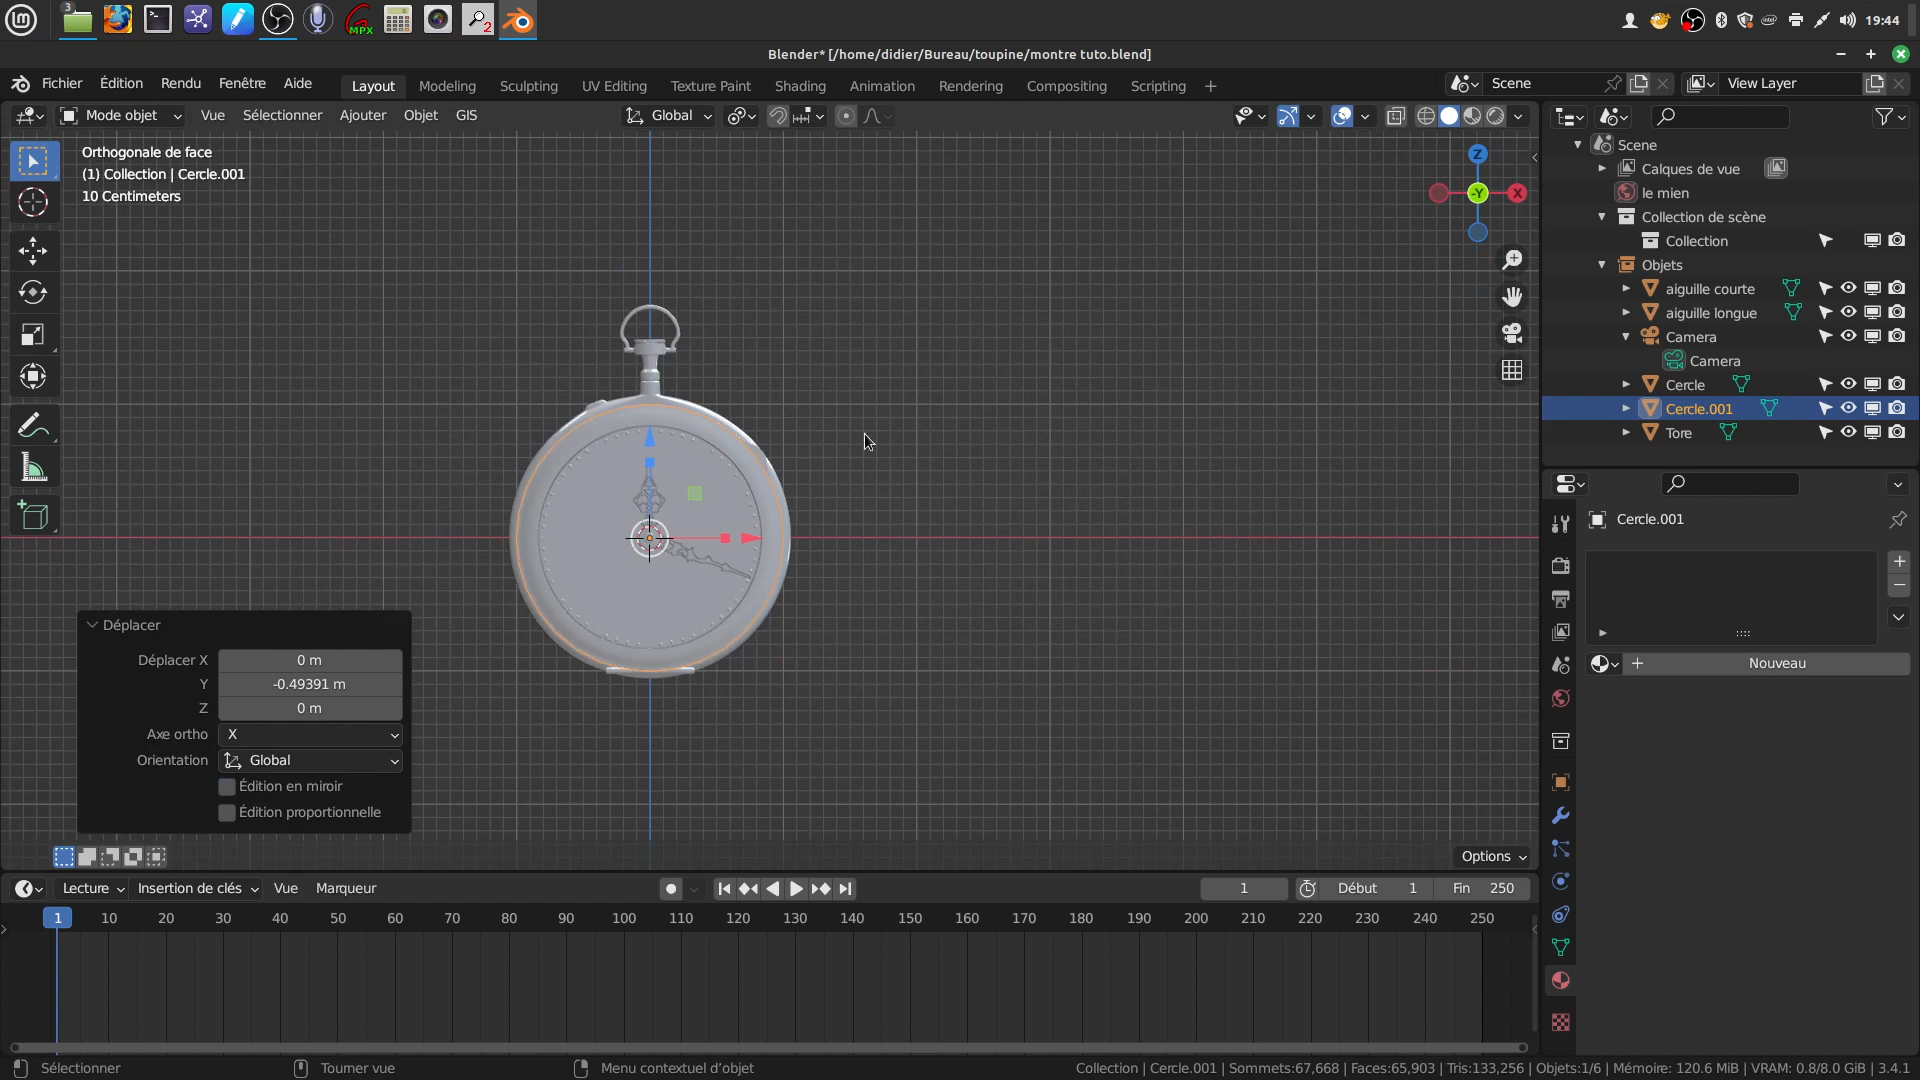 3
MPX
2
19:44
Blender* [/home/didier/Bureau/toupine/montre tuto.blend]
Fichier Édition Rendu Fenêtre Aide Layout Modeling Sculpting UV Editing Texture Paint Shading Animation Rendering Compositing Scripting + Scene View Layer
Mode objet Vue Sélectionner Ajouter Objet GIS Global
Orthogonale de face
(1) Collection | Cercle.001
10 Centimeters
Z
-Y X
Scene
Calques de vue
le mien
Collection de scène
Collection
Objets
aiguille courte
aiguille longue
Camera
Camera
Cercle
Cercle.001
Tore
Cercle.001
Nouveau
Déplacer
Déplacer X 0 m
Y -0.49391 m
Z 0 m
Axe ortho X
Orientation Global
Édition en miroir
Édition proportionnelle
Options
Lecture Insertion de clés Vue Marqueur 1 Début 1 Fin 250
1 10 20 30 40 50 60 70 80 90 100 110 120 130 140 150 160 170 180 190 200 210 220 230 240 250
Sélectionner Tourner vue Menu contextuel d'objet Collection | Cercle.001 | Sommets:67,668 | Faces:65,903 | Tris:133,256 | Objets:1/6 | Mémoire: 120.6 MiB | VRAM: 0.8/8.0 GiB | 3.4.1